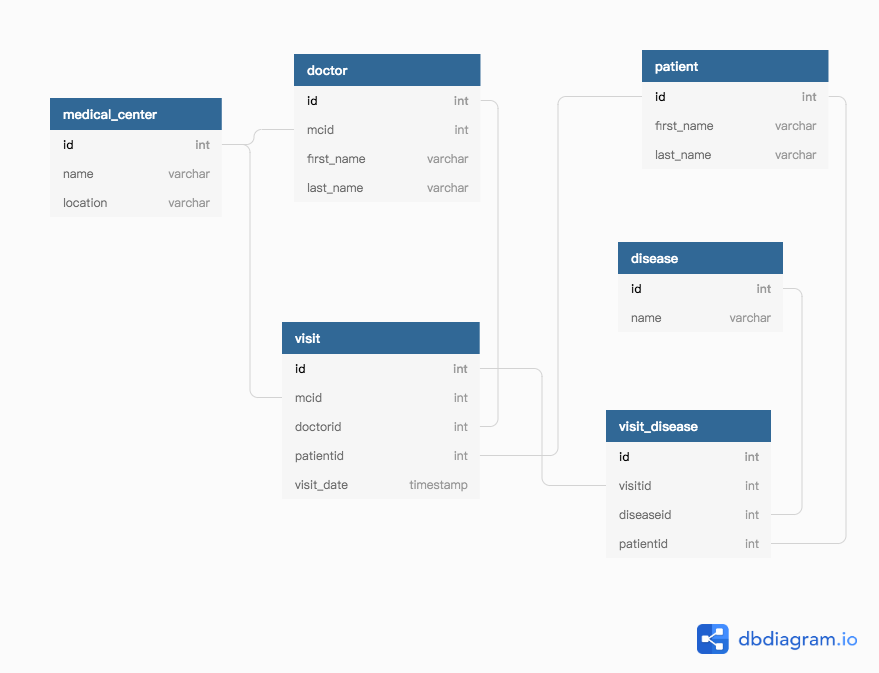 medical_center
id int
name varchar
location varchar
doctor
id int
mcid int
first_name varchar
last_name varchar
visit
id int
mcid int
doctorid int
patientid int
visit_date timestamp
patient
id int
first_name varchar
last_name varchar
disease
id int
name varchar
visit_disease
id int
visitid int
diseaseid int
patientid int
dbdiagram.io